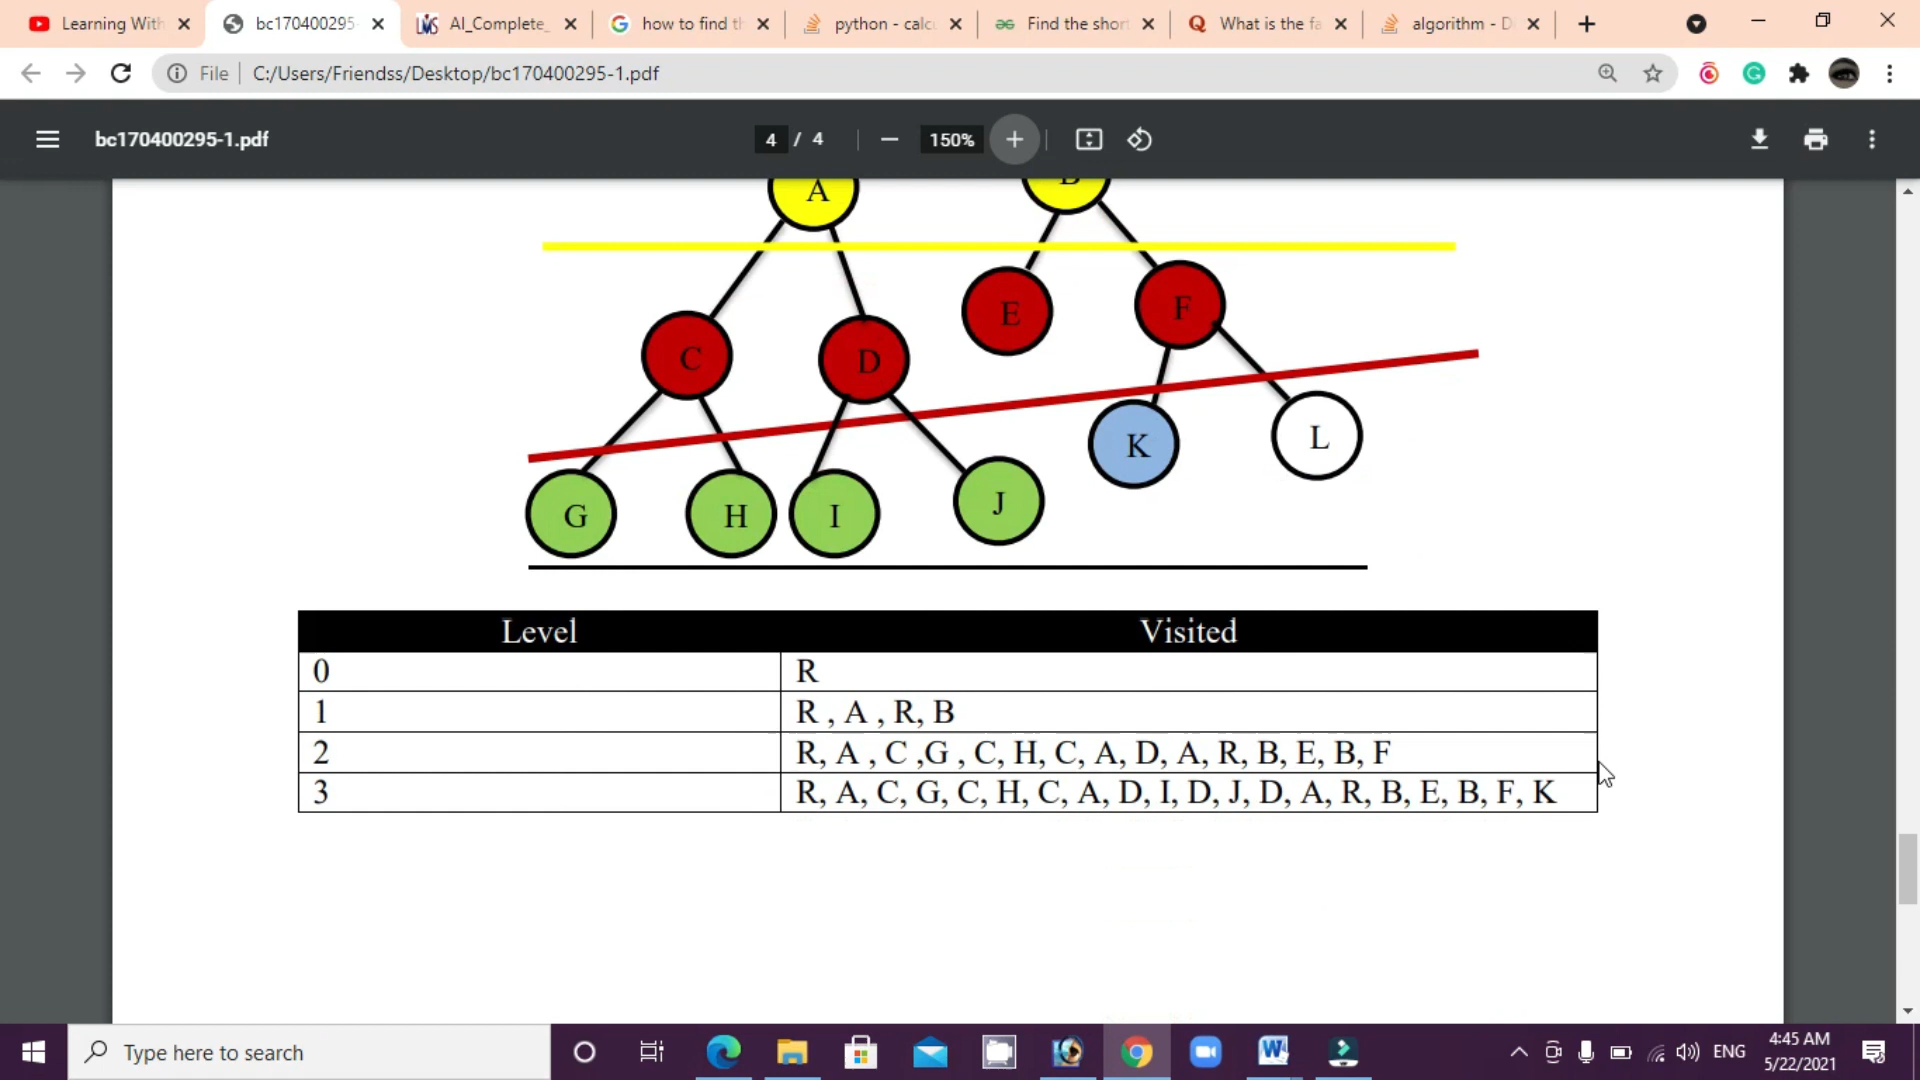 Learning With
bc170400295-
AI_Complete_
how to find th
python - calcu
Find the short
What is the fa
algorithm - D
File
C:/Users/Friendss/Desktop/bc170400295-1.pdf
bc170400295-1.pdf
4 / 4
150%
A
C
D
E
F
G
H
I
J
K
L
Level Visited
0 R
1 R , A , R, B
2 R, A , C ,G , C, H, C, A, D, A, R, B, E, B, F
3 R, A, C, G, C, H, C, A, D, I, D, J, D, A, R, B, E, B, F, K
Type here to search
ENG
4:45 AM
5/22/2021